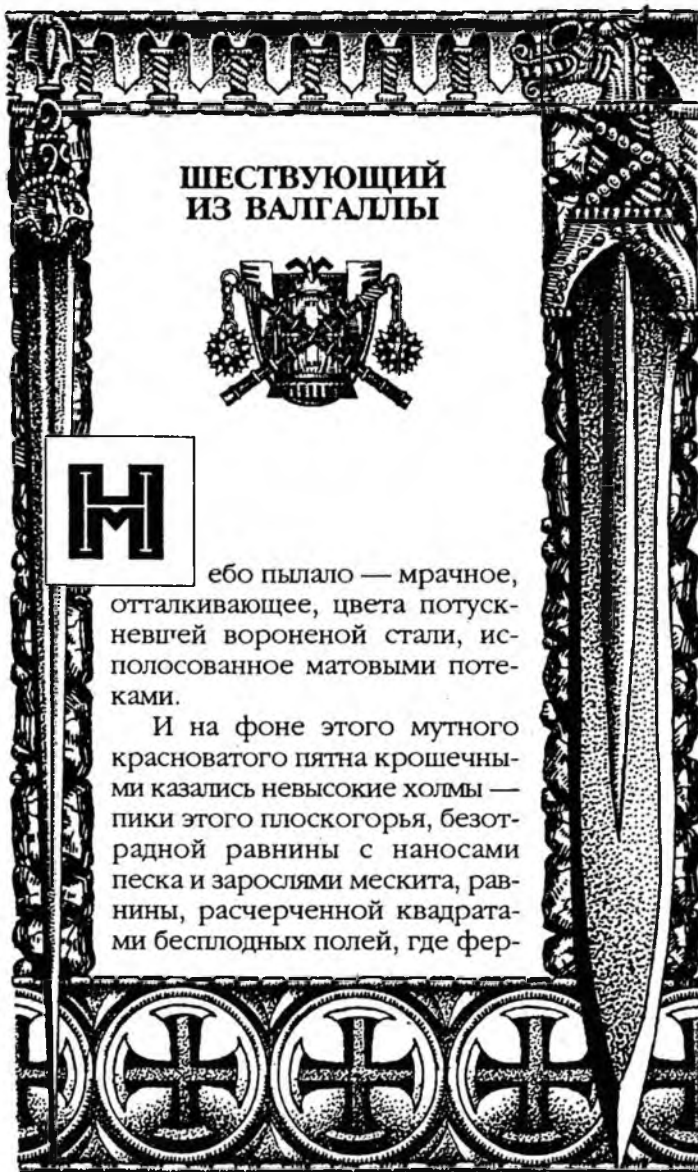 ШЕСТВУЮЩИЙ
ИЗ ВАЛГАЛЛЫ
Небо пылало — мрачное,
отталкивающее, цвета потуск-
невшей вороненой стали, ис-
полосованное матовыми поте-
ками.
И на фоне этого мутного
красноватого пятна крошечны-
ми казались невысокие холмы —
пики этого плоскогорья, безот-
радной равнины с наносами
песка и зарослями мескита, рав-
нины, расчерченной квадрата-
ми бесплодных полей, где фер-